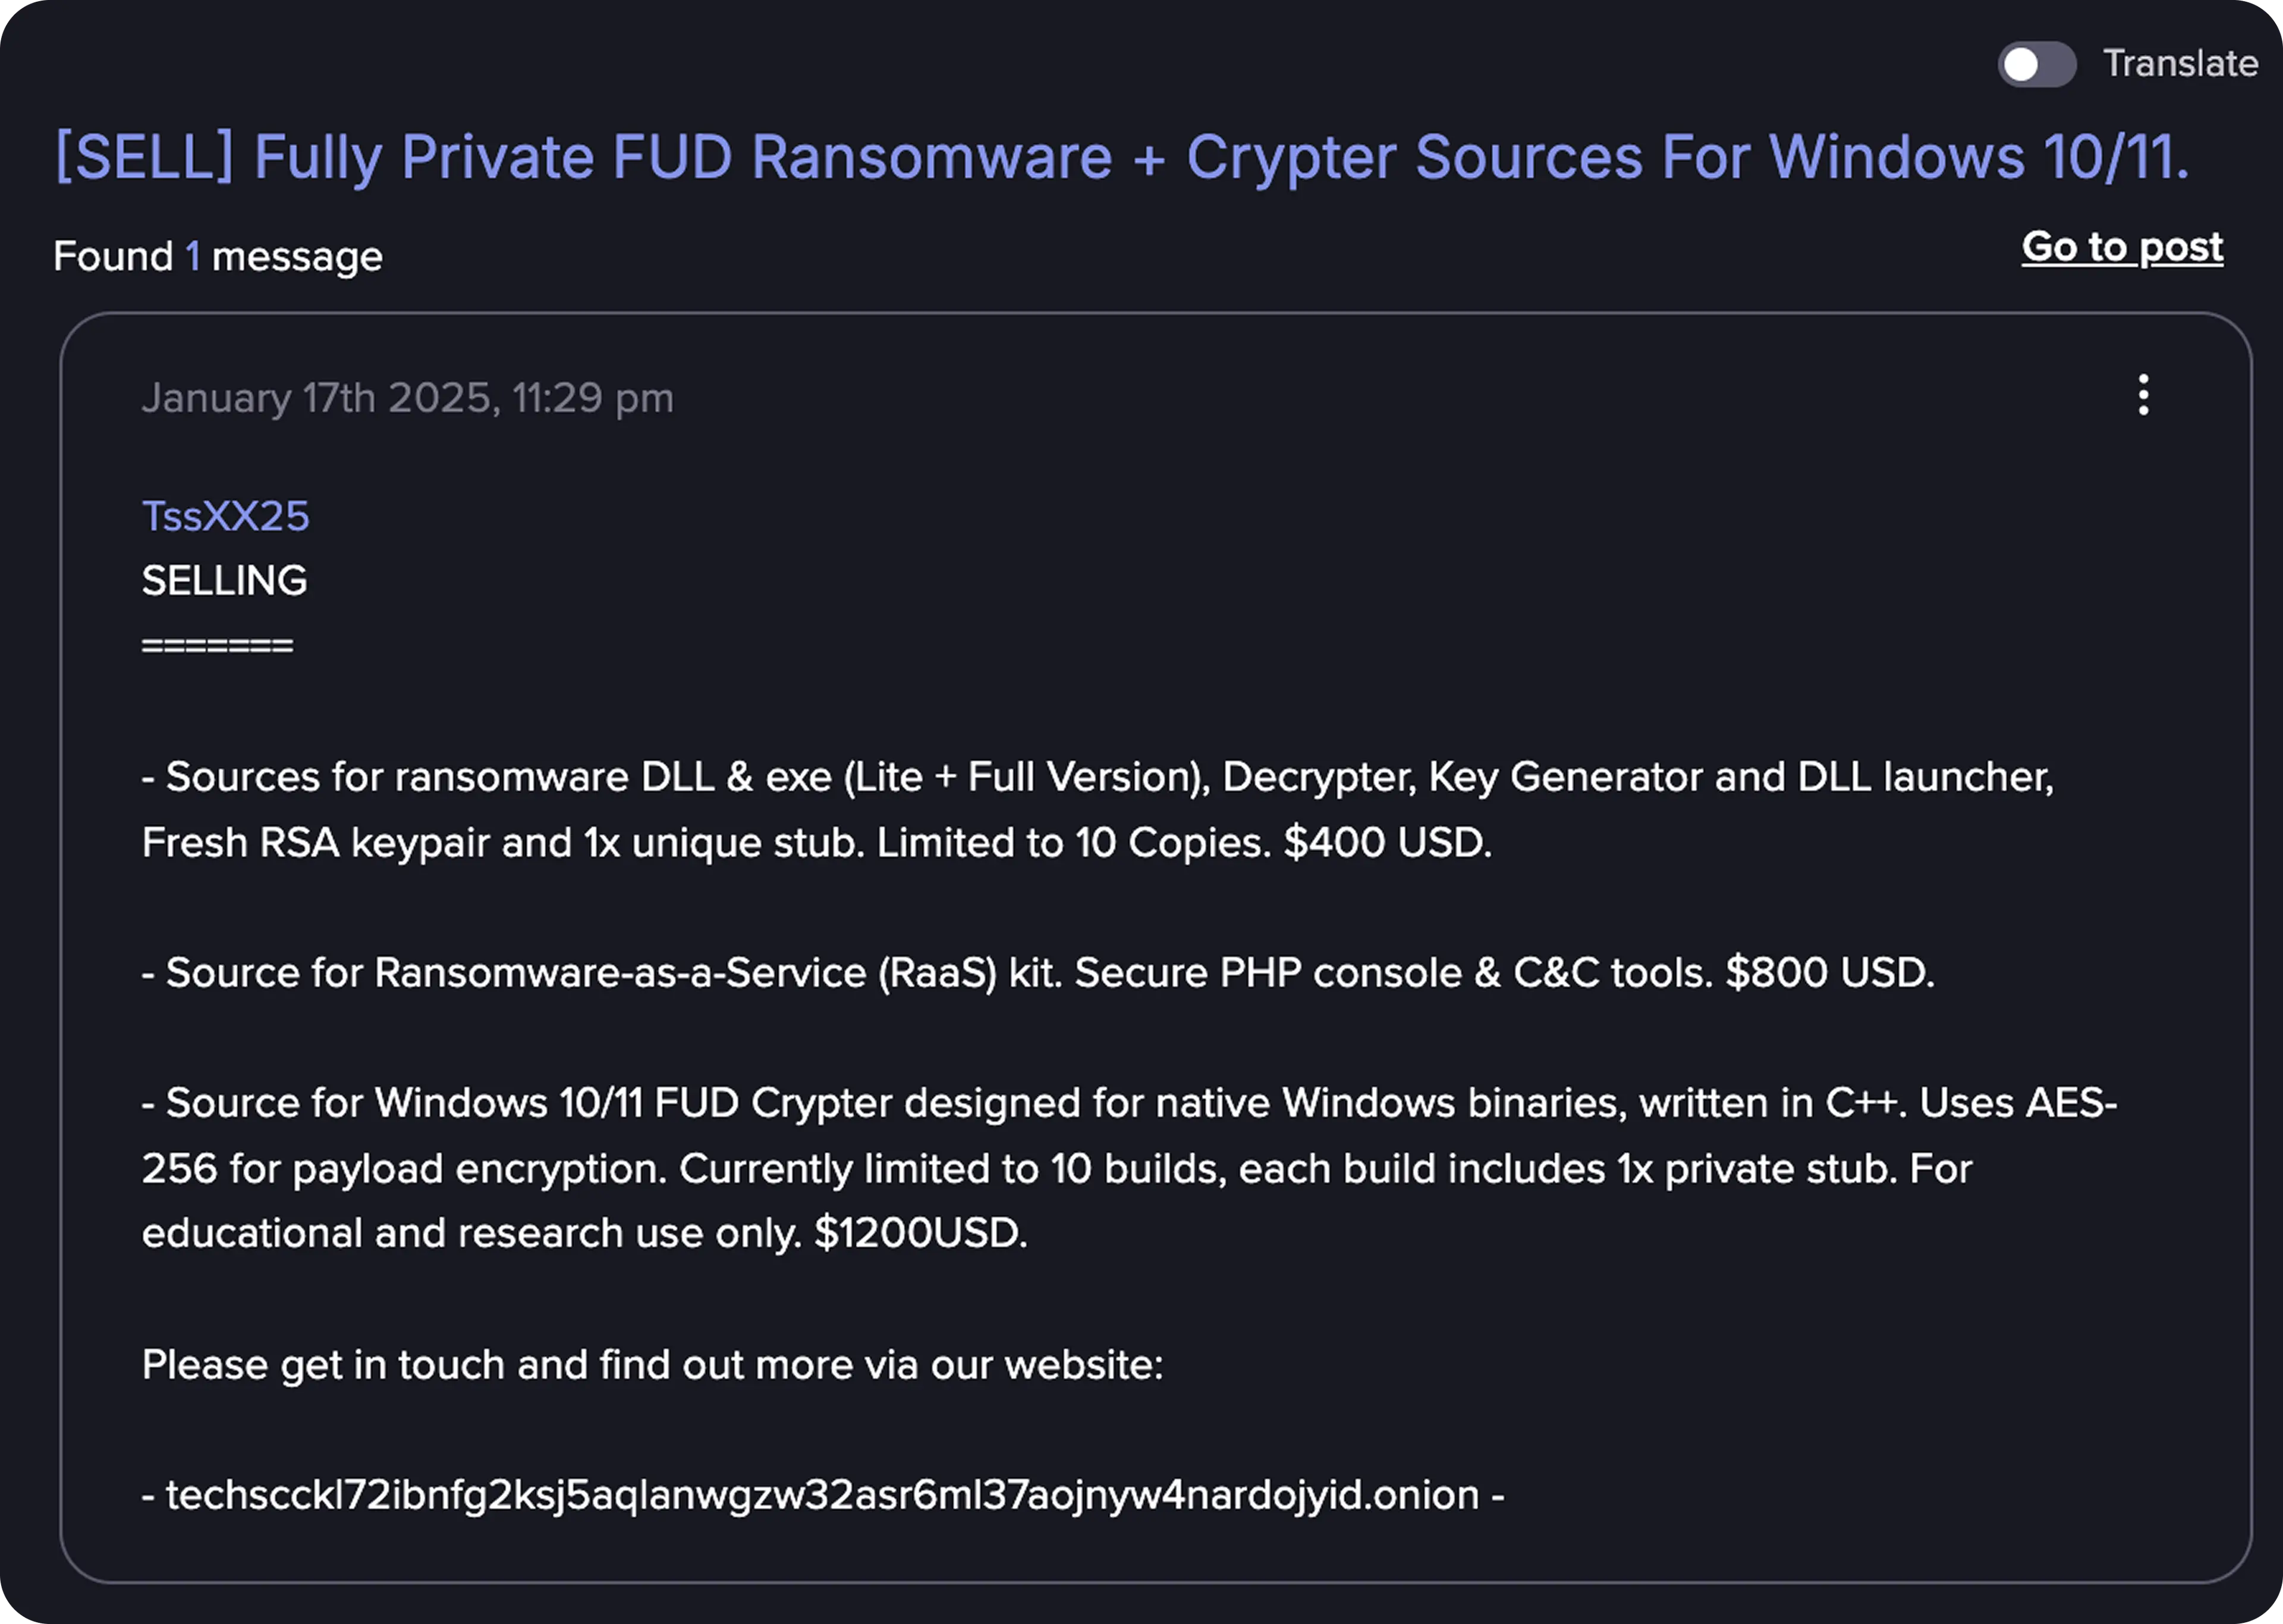 Translate
[SELL] Fully Private FUD Ransomware + Crypter Sources For Windows 10/11.
Found 1 message
Go to post
January 17th 2025, 11:29 pm
TssXX25
SELLING
=======
- Sources for ransomware DLL & exe (Lite + Full Version), Decrypter, Key Generator and DLL launcher,
Fresh RSA keypair and 1x unique stub. Limited to 10 Copies. $400 USD.
- Source for Ransomware-as-a-Service (RaaS) kit. Secure PHP console & C&C tools. $800 USD.
- Source for Windows 10/11 FUD Crypter designed for native Windows binaries, written in C++. Uses AES-
256 for payload encryption. Currently limited to 10 builds, each build includes 1x private stub. For
educational and research use only. $1200USD.
Please get in touch and find out more via our website:
- techscckl72ibnfg2ksj5aqlanwgzw32asr6ml37aojnyw4nardojyid.onion -